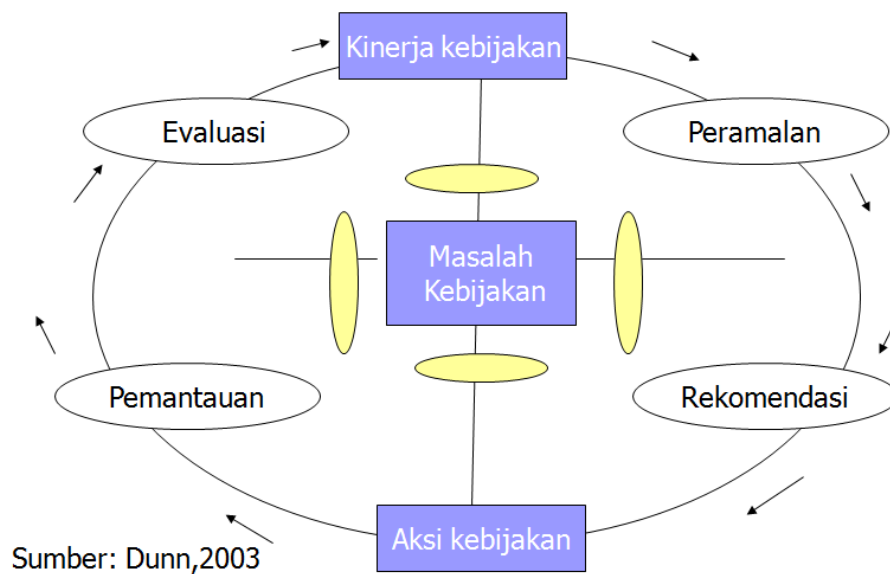 Kinerja kebijakan
Evaluasi
Peramalan
Masalah
Kebijakan
Pemantauan
Rekomendasi
Aksi kebijakan
Sumber: Dunn,2003